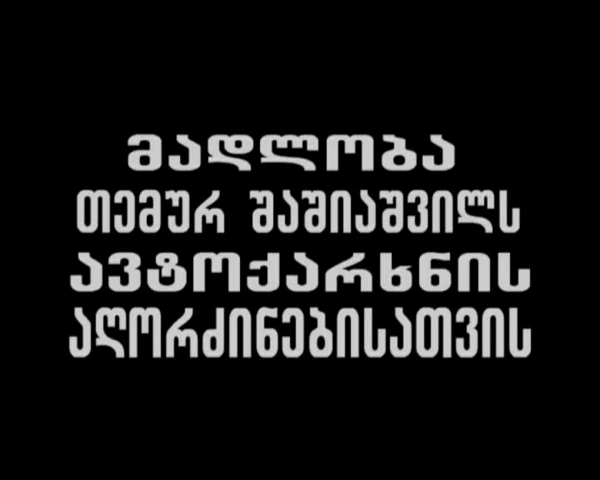 მადლობა
თემურ შაშიაშვილს
ავტოქარხნის
აღორძინებისათვის